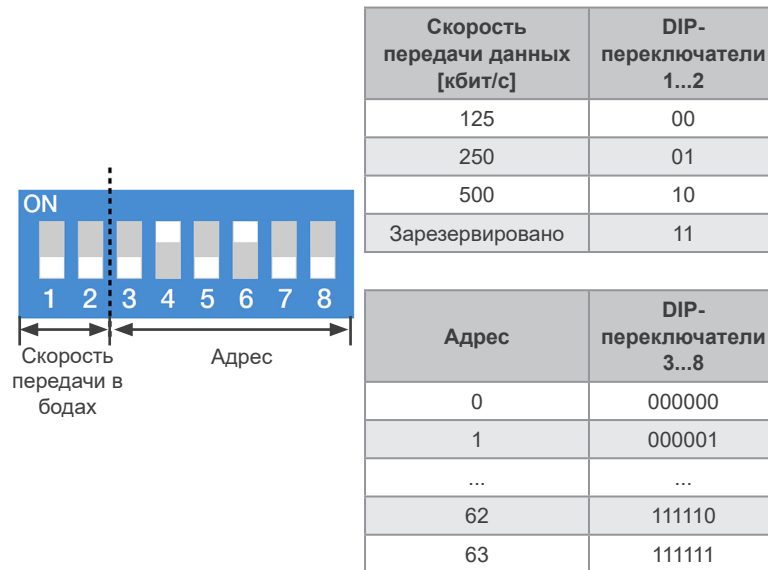 ON
1 2 3 4 5 6 7 8
Скорость
передачи в
бодах
Адрес
Скорость
передачи данных
[кбит/с]
DIP-
переключатели
1...2
125 00
250 01
500 10
Зарезервировано 11
Адрес
DIP-
переключатели
3...8
0 000000
1 000001
... ...
62 111110
63 111111